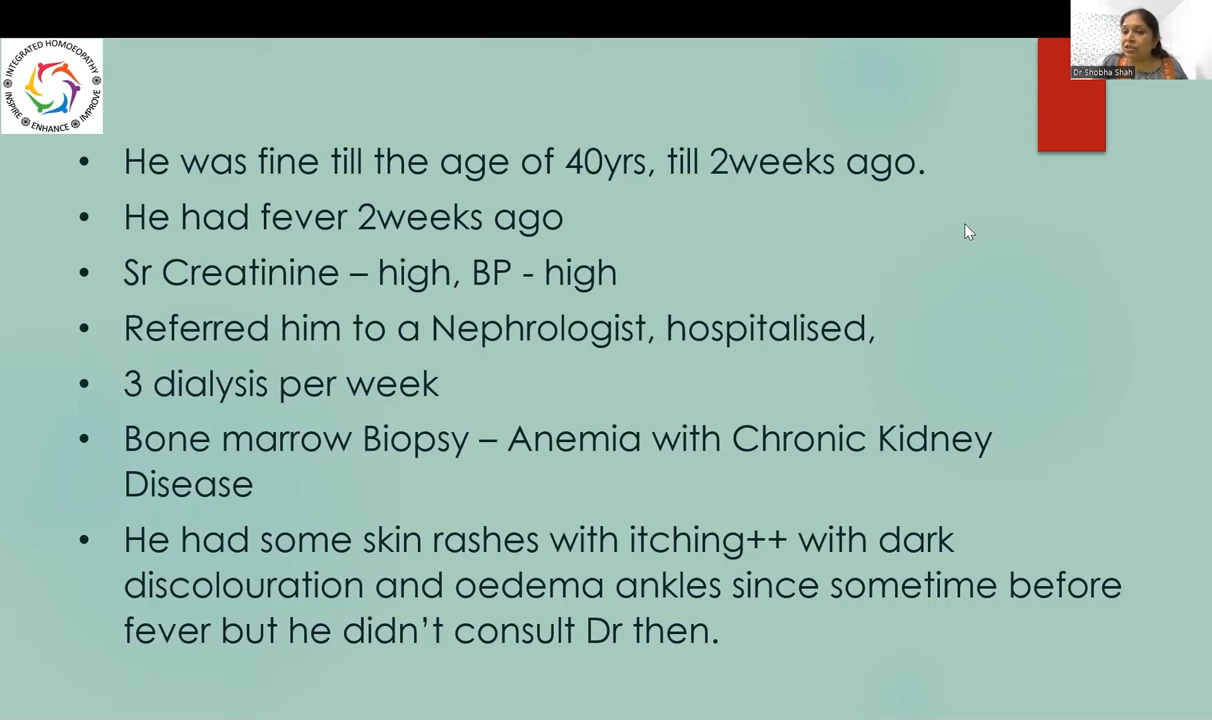 INTEGRATED HOMOEOPATHY
INSPIRE ENHANCE IMPROVE
Dr Shobha Shah
• He was fine till the age of 40yrs, till 2weeks ago.
• He had fever 2weeks ago
• Sr Creatinine – high, BP - high
• Referred him to a Nephrologist, hospitalised,
• 3 dialysis per week
• Bone marrow Biopsy – Anemia with Chronic Kidney
Disease
• He had some skin rashes with itching++ with dark
discolouration and oedema ankles since sometime before
fever but he didn’t consult Dr then.